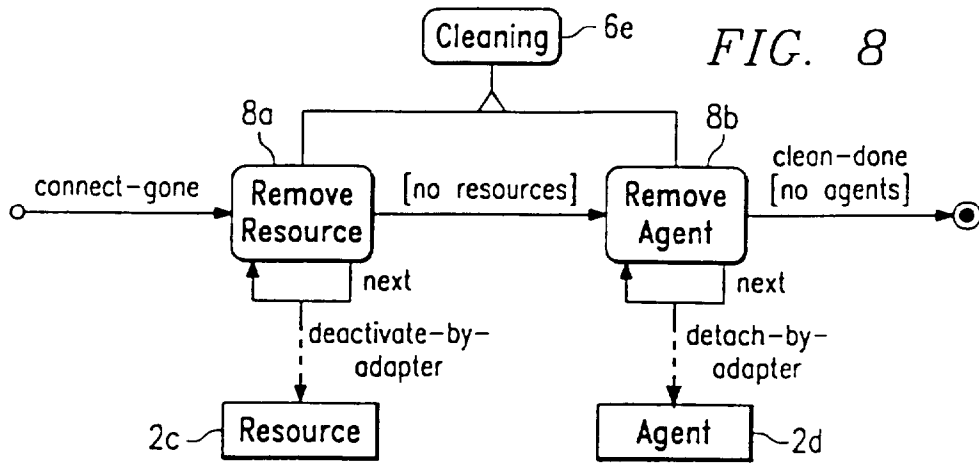 Cleaning
6e
FIG. 8
8a
8b
connect-gone
Remove
Resource
[no resources]
Remove
Agent
clean-done
[no agents]
next
next
deactivate-by-
adapter
detach-by-
adapter
2c
Resource
Agent
2d